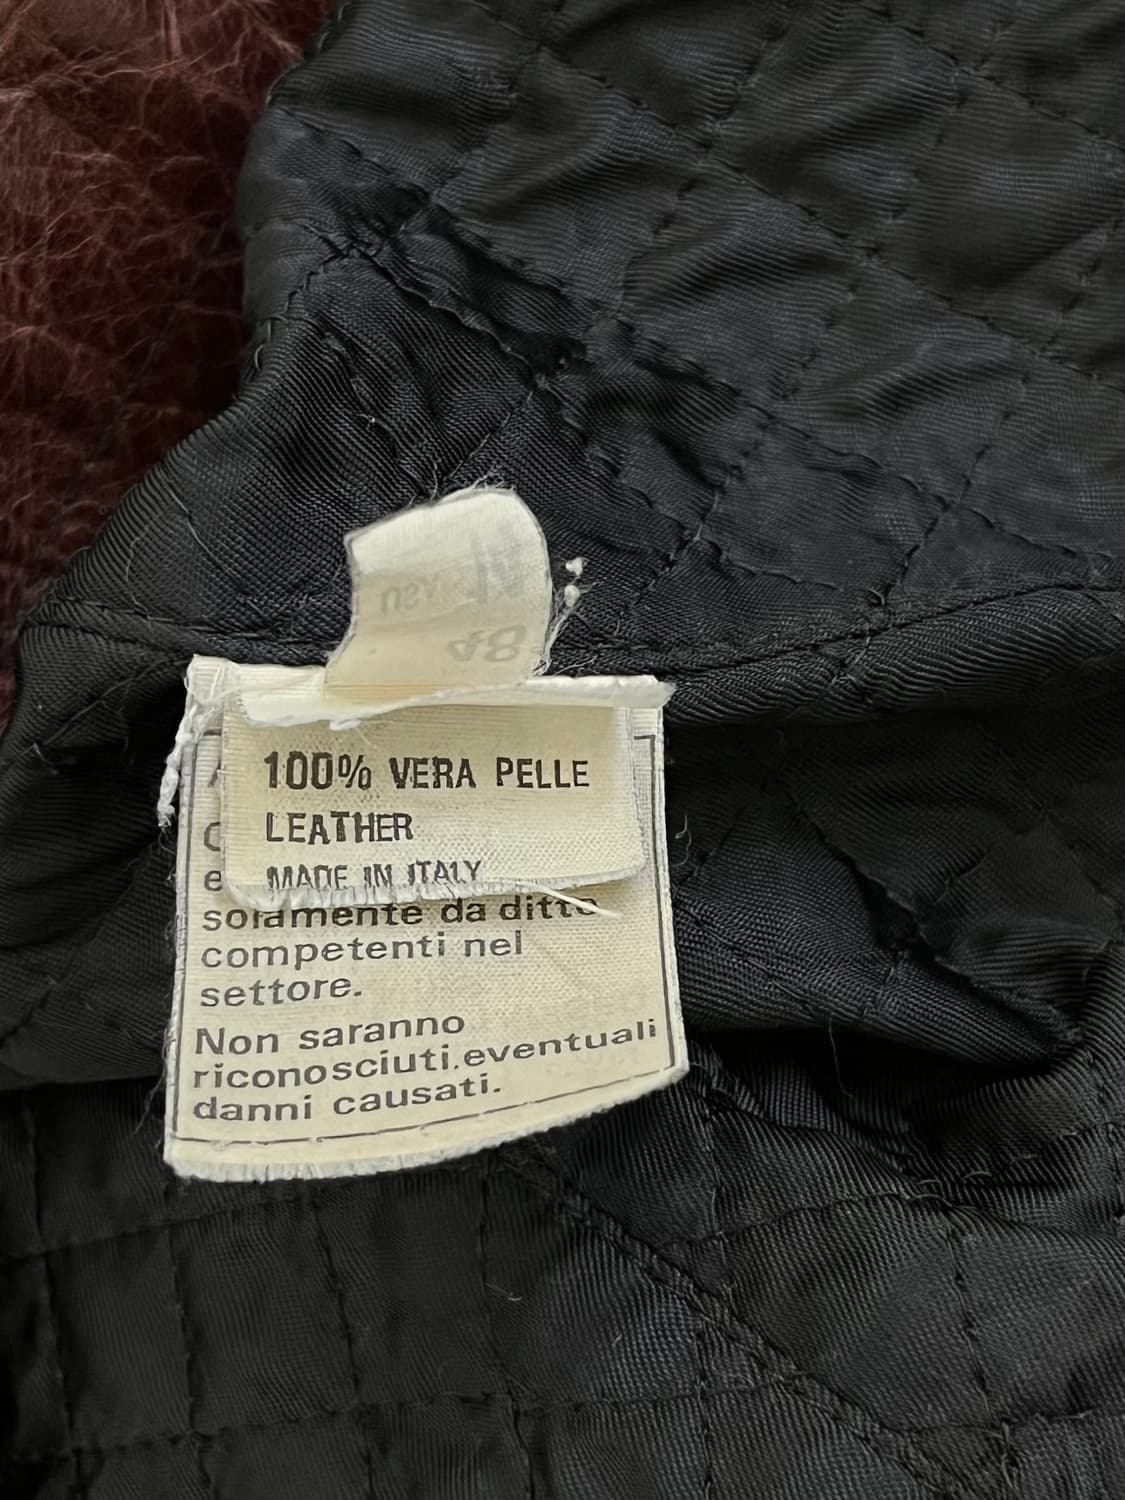 48
100% VERA PELLE
LEATHER
MADE IN ITALY
e
solamente da ditte
competenti nel
settore.
Non saranno
riconosciuti.eventuali
danni causati.